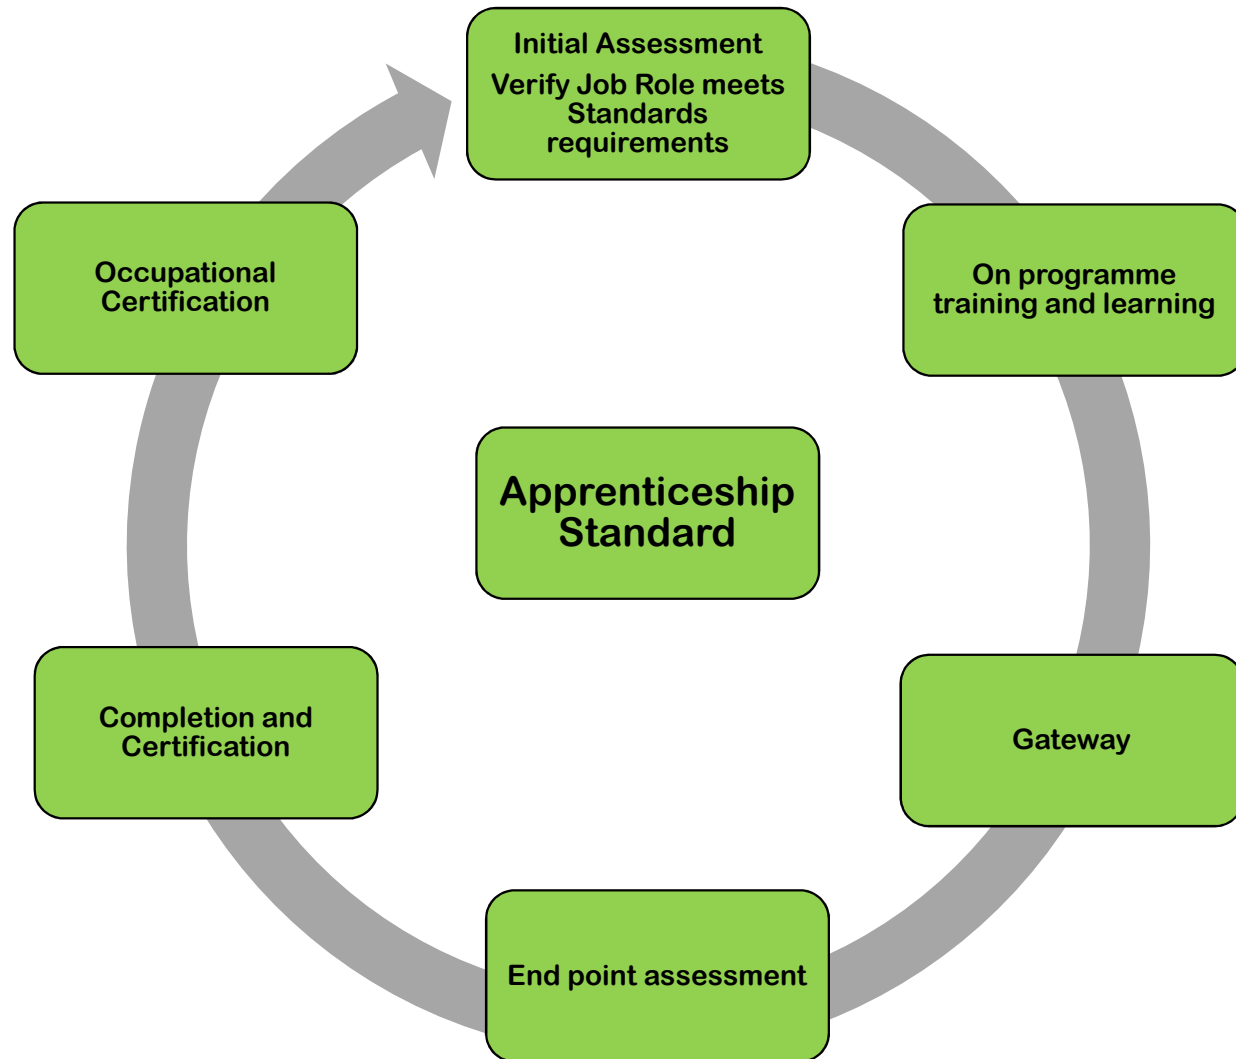 Initial Assessment
Verify Job Role meets
Standards
requirements
On programme
training and learning
Gateway
End point assessment
Completion and
Certification
Occupational
Certification
Apprenticeship
Standard